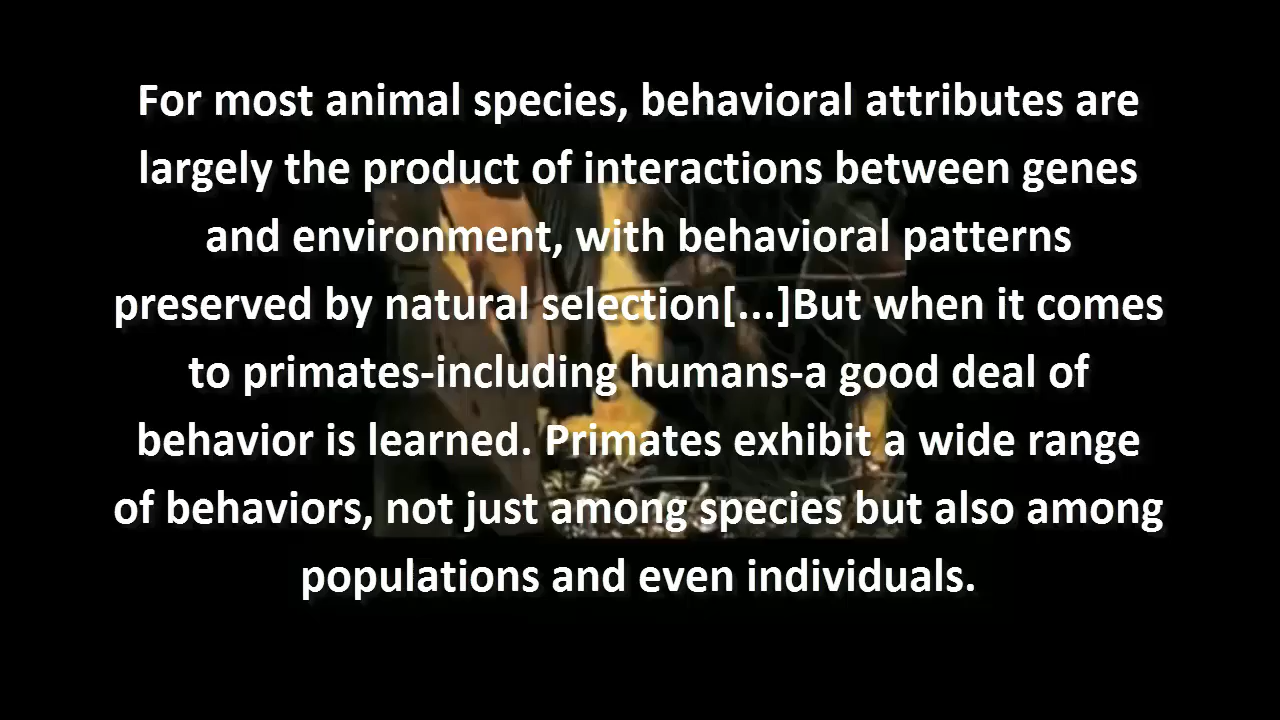 For most animal species, behavioral attributes are
largely the product of interactions between genes
and environment, with behavioral patterns
preserved by natural selection[...]But when it comes
to primates-including humans-a good deal of
behavior is learned. Primates exhibit a wide range
of behaviors, not just among species but also among
populations and even individuals.